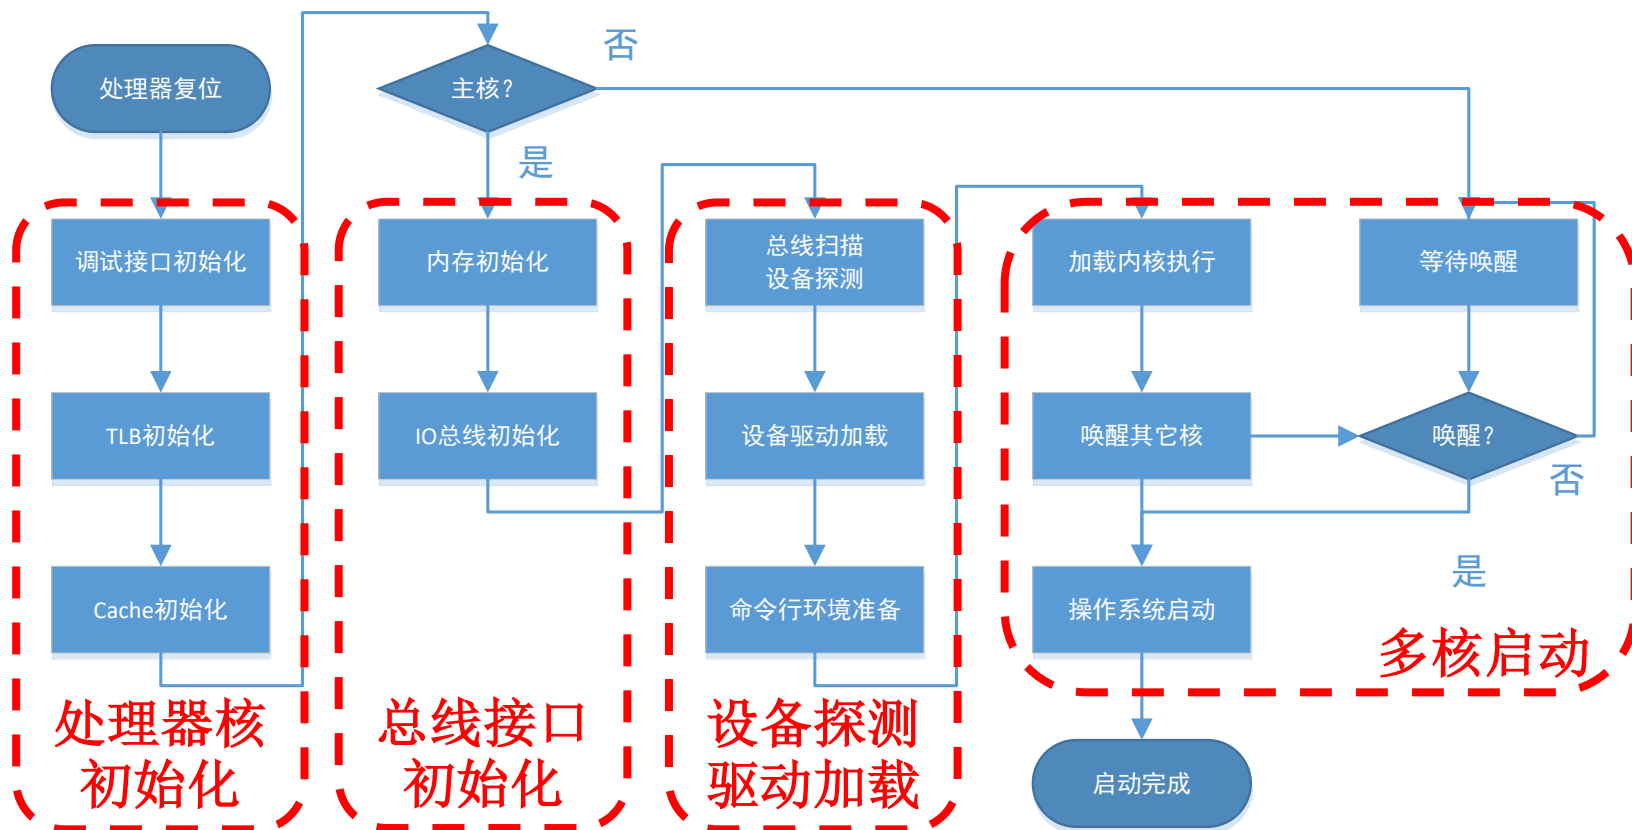 处理器复位
主核?
否
是
调试接口初始化
TLB初始化
Cache初始化
处理器核
初始化
内存初始化
IO总线初始化
总线接口
初始化
总线扫描
设备探测
设备驱动加载
命令行环境准备
设备探测
驱动加载
加载内核执行
唤醒其它核
操作系统启动
等待唤醒
唤醒?
否
是
多核启动
启动完成